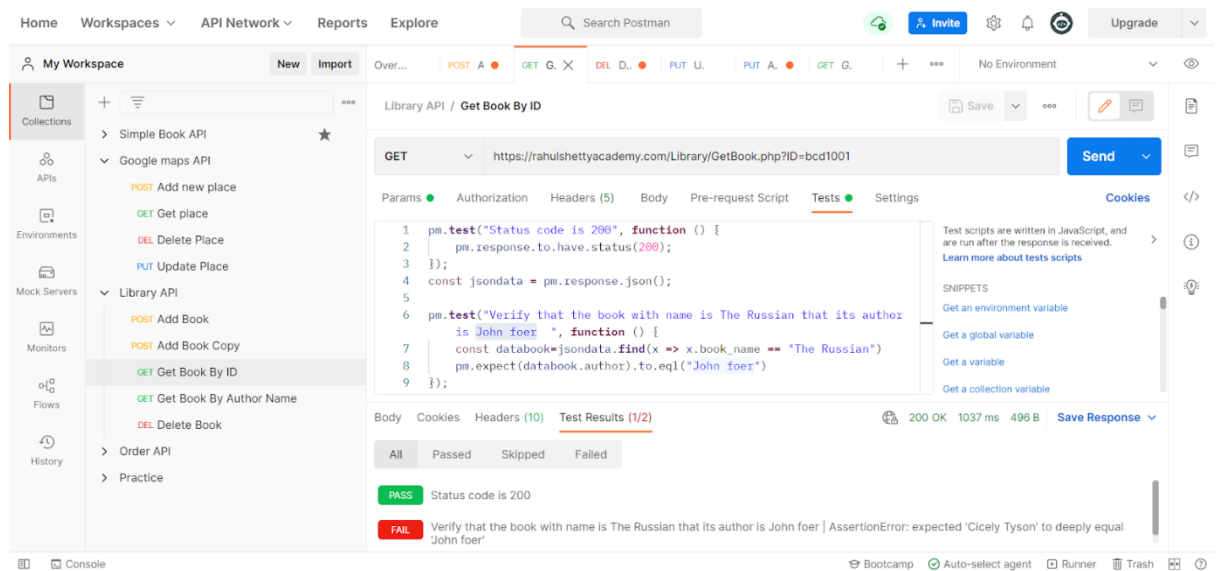 Home Workspaces API Network Reports Explore Search Postman Invite Upgrade
My Workspace New Import Over... POST A GET G. DEL D.. PUT U. PUT A. GET G. No Environment
Collections
APIs
Environments
Mock Servers
Monitors
Flows
History
Simple Book API
Google maps API
POST Add new place
GET Get place
DEL Delete Place
PUT Update Place
Library API
POST Add Book
POST Add Book Copy
GET Get Book By ID
GET Get Book By Author Name
DEL Delete Book
Order API
Practice
Library API / Get Book By ID Save
GET https://rahulshettyacademy.com/Library/GetBook.php?ID=bcd1001 Send
Params Authorization Headers (5) Body Pre-request Script Tests Settings Cookies
1 pm.test("Status code is 200", function () {
2 pm.response.to.have.status(200);
3 });
4 const jsondata = pm.response.json();
5
6 pm.test("Verify that the book with name is The Russian that its author
is John foer ", function () {
7 const databook=jsondata.find(x => x.book_name == "The Russian")
8 pm.expect(databook.author).to.eql("John foer")
9 });
Test scripts are written in JavaScript, and
are run after the response is received.
Learn more about tests scripts
SNIPPETS
Get an environment variable
Get a global variable
Get a variable
Get a collection variable
Body Cookies Headers (10) Test Results (1/2) 200 OK 1037 ms 496 B Save Response
All Passed Skipped Failed
PASS Status code is 200
FAIL Verify that the book with name is The Russian that its author is John foer | AssertionError: expected 'Cicely Tyson' to deeply equal
'John foer'
Console Bootcamp Auto-select agent Runner Trash